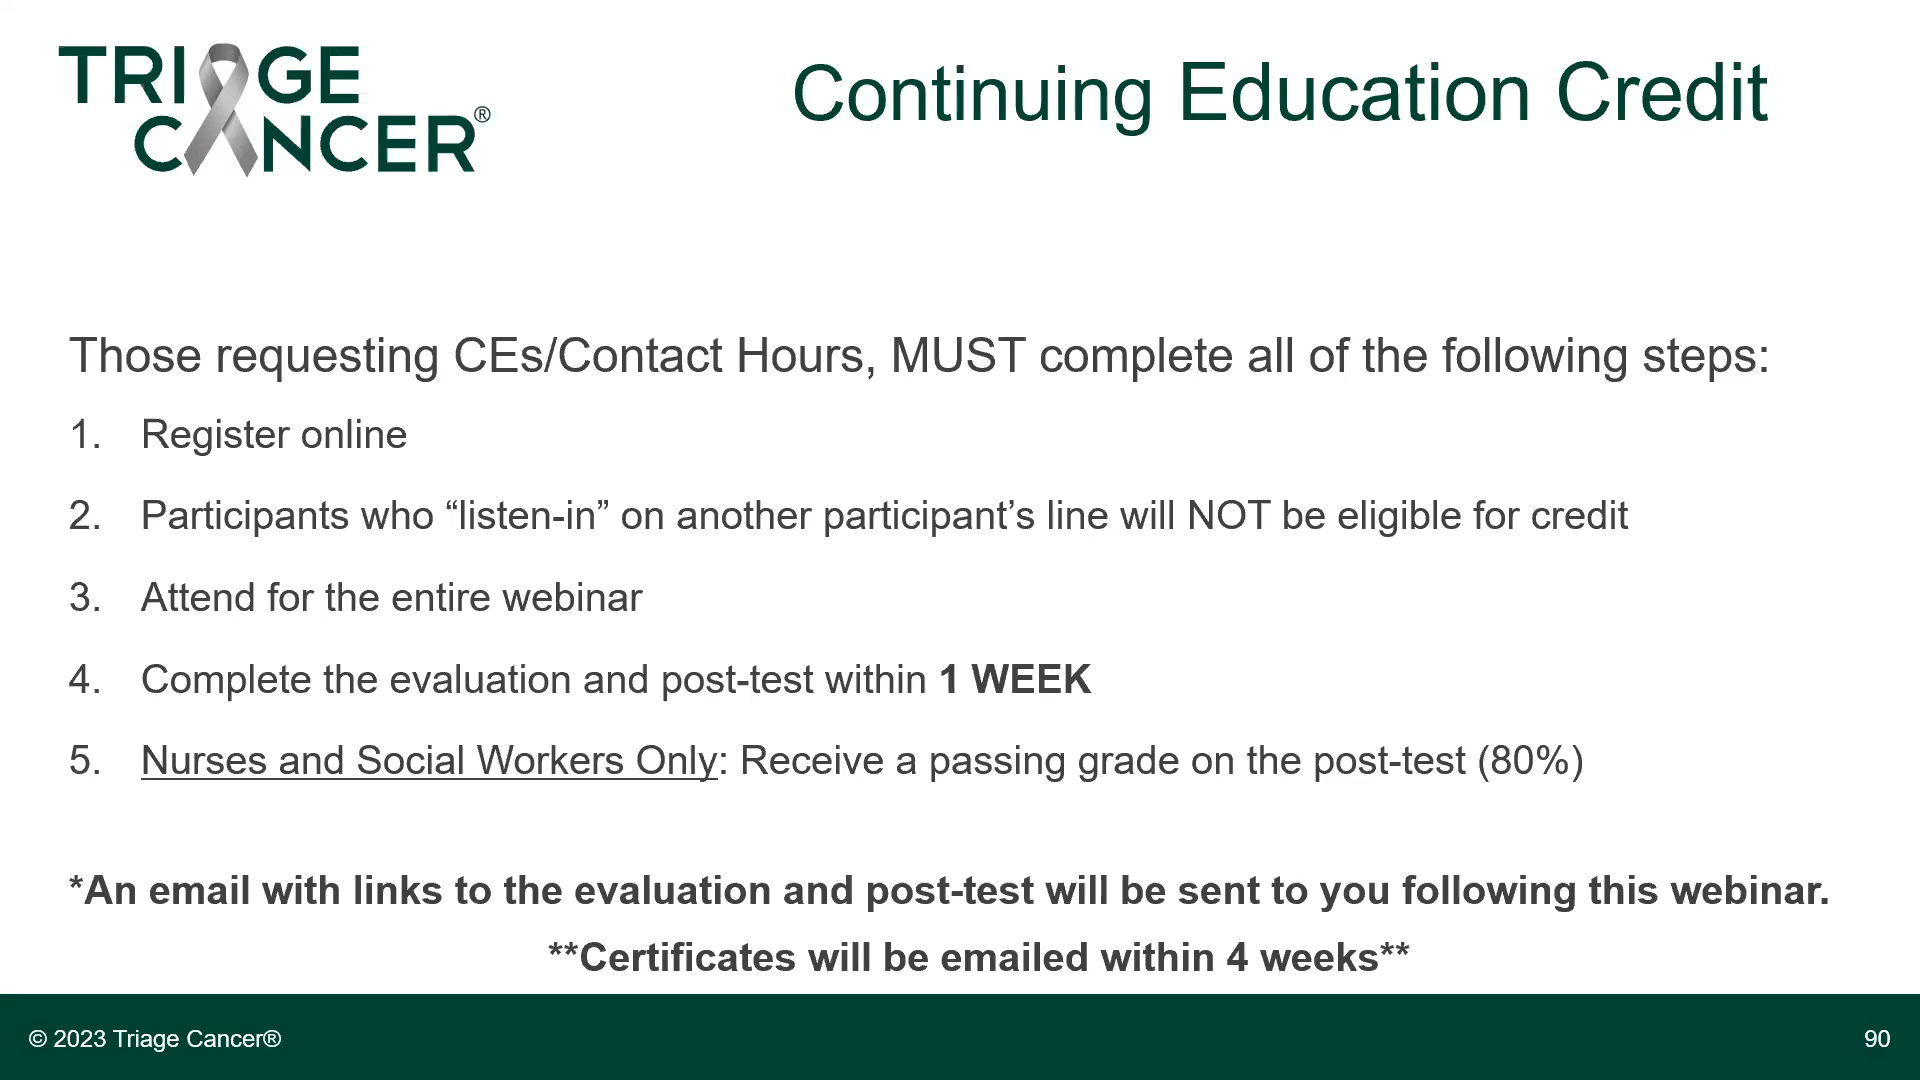 TRIAGE
CANCER®
Continuing Education Credit
Those requesting CEs/Contact Hours, MUST complete all of the following steps:
1. Register online
2. Participants who “listen-in” on another participant’s line will NOT be eligible for credit
3. Attend for the entire webinar
4. Complete the evaluation and post-test within 1 WEEK
5. Nurses and Social Workers Only: Receive a passing grade on the post-test (80%)
*An email with links to the evaluation and post-test will be sent to you following this webinar.
**Certificates will be emailed within 4 weeks**
© 2023 Triage Cancer®
90